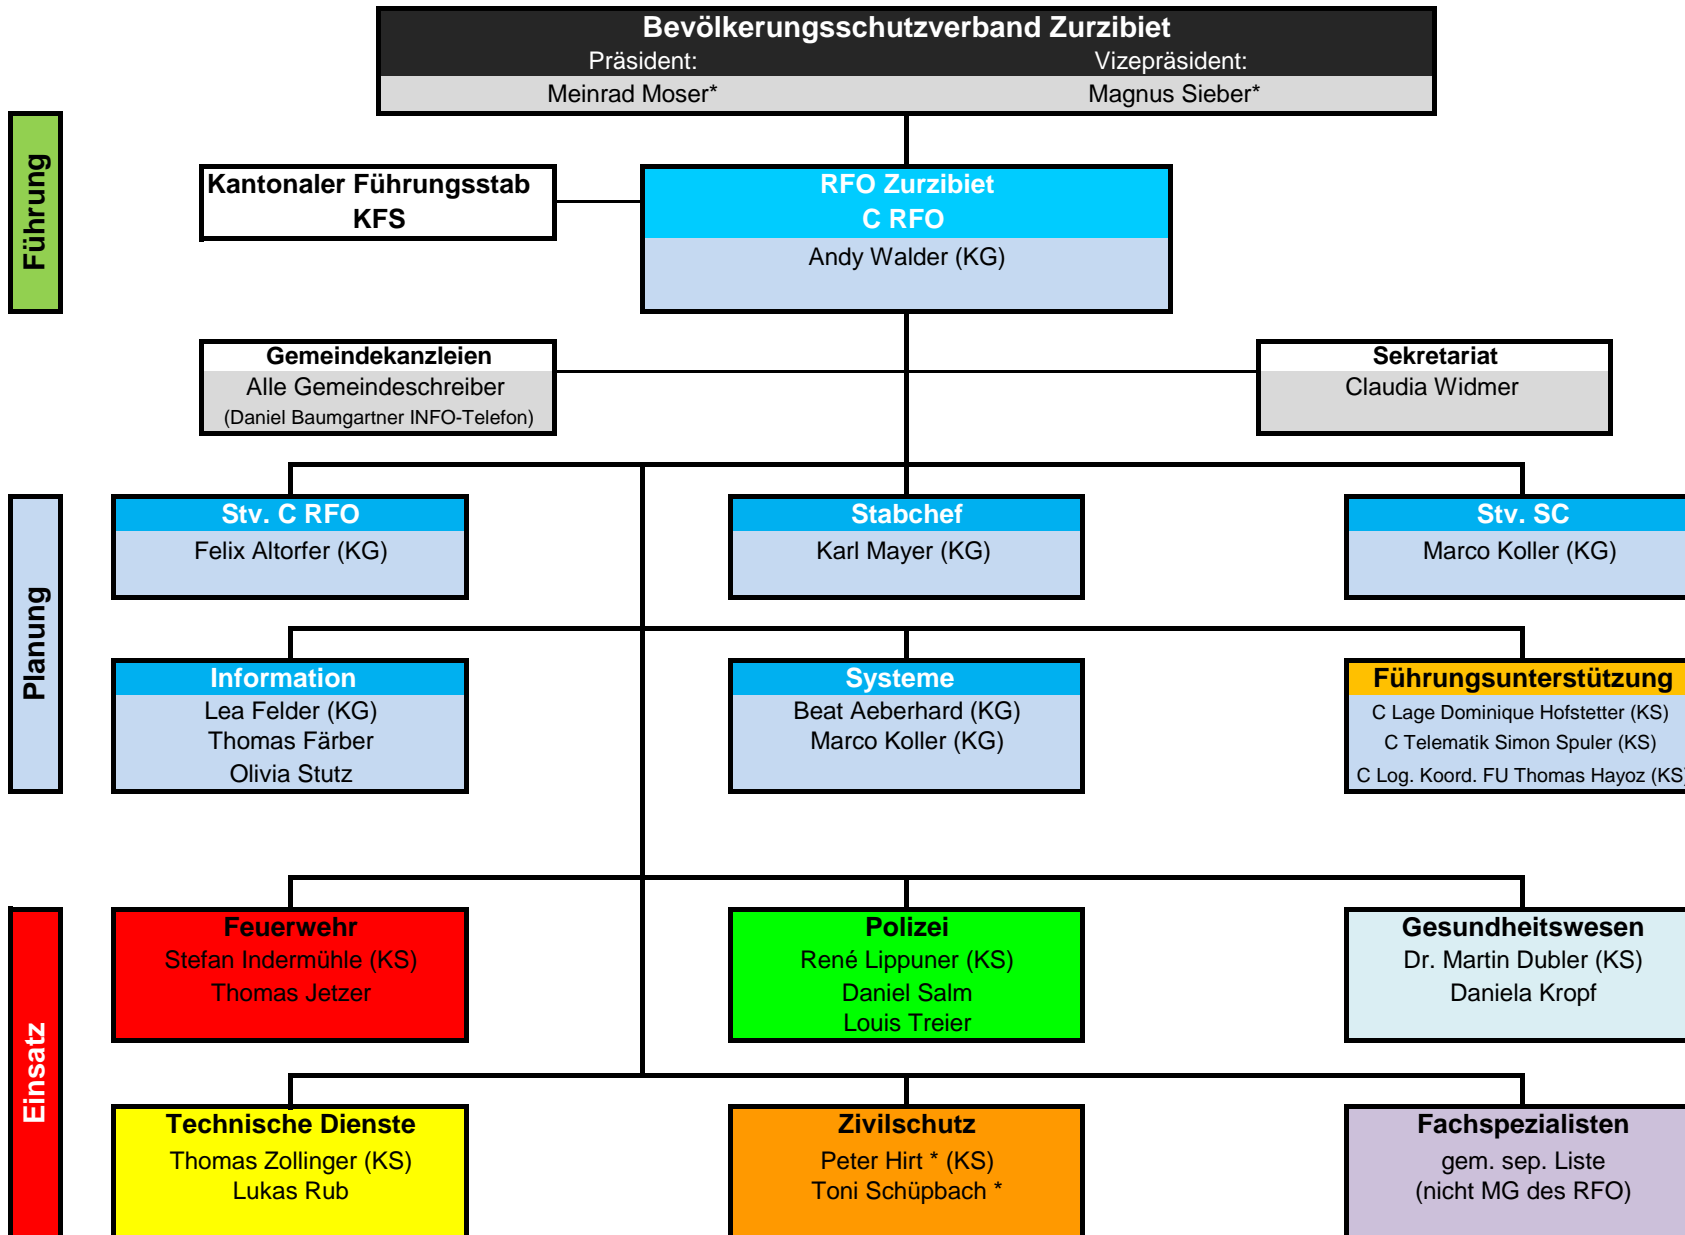 Bevölkerungsschutzverband Zurzibiet
Präsident: Vizepräsident:
Meinrad Moser* Magnus Sieber*
Führung
Kantonaler Führungsstab
KFS
RFO Zurzibiet
C RFO
Andy Walder (KG)
Gemeindekanzleien
Alle Gemeindeschreiber
(Daniel Baumgartner INFO-Telefon)
Sekretariat
Claudia Widmer
Planung
Stv. C RFO
Felix Altorfer (KG)
Stabchef
Karl Mayer (KG)
Stv. SC
Marco Koller (KG)
Information
Lea Felder (KG)
Thomas Färber
Olivia Stutz
Systeme
Beat Aeberhard (KG)
Marco Koller (KG)
Führungsunterstützung
C Lage Dominique Hofstetter (KS)
C Telematik Simon Spuler (KS)
C Log. Koord. FU Thomas Hayoz (KS)
Einsatz
Feuerwehr
Stefan Indermühle (KS)
Thomas Jetzer
Polizei
René Lippuner (KS)
Daniel Salm
Louis Treier
Gesundheitswesen
Dr. Martin Dubler (KS)
Daniela Kropf
Technische Dienste
Thomas Zollinger (KS)
Lukas Rub
Zivilschutz
Peter Hirt * (KS)
Toni Schüpbach *
Fachspezialisten
gem. sep. Liste
(nicht MG des RFO)